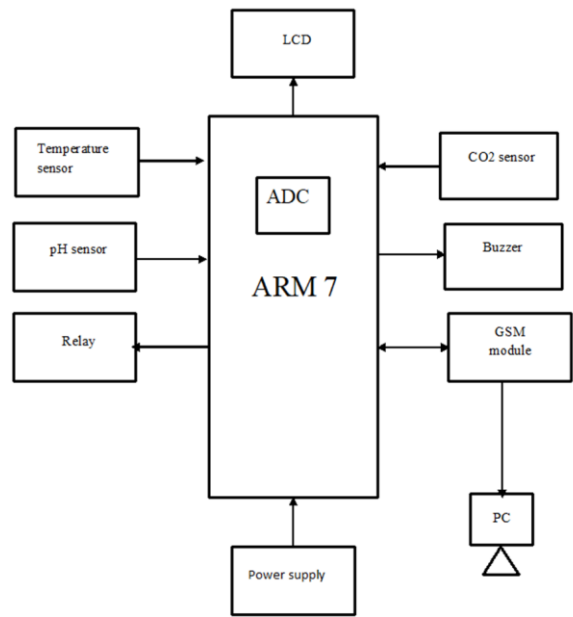 LCD
Temperature
sensor
CO2 sensor
ADC
pH sensor
Buzzer
ARM 7
Relay
GSM
module
PC
Power supply